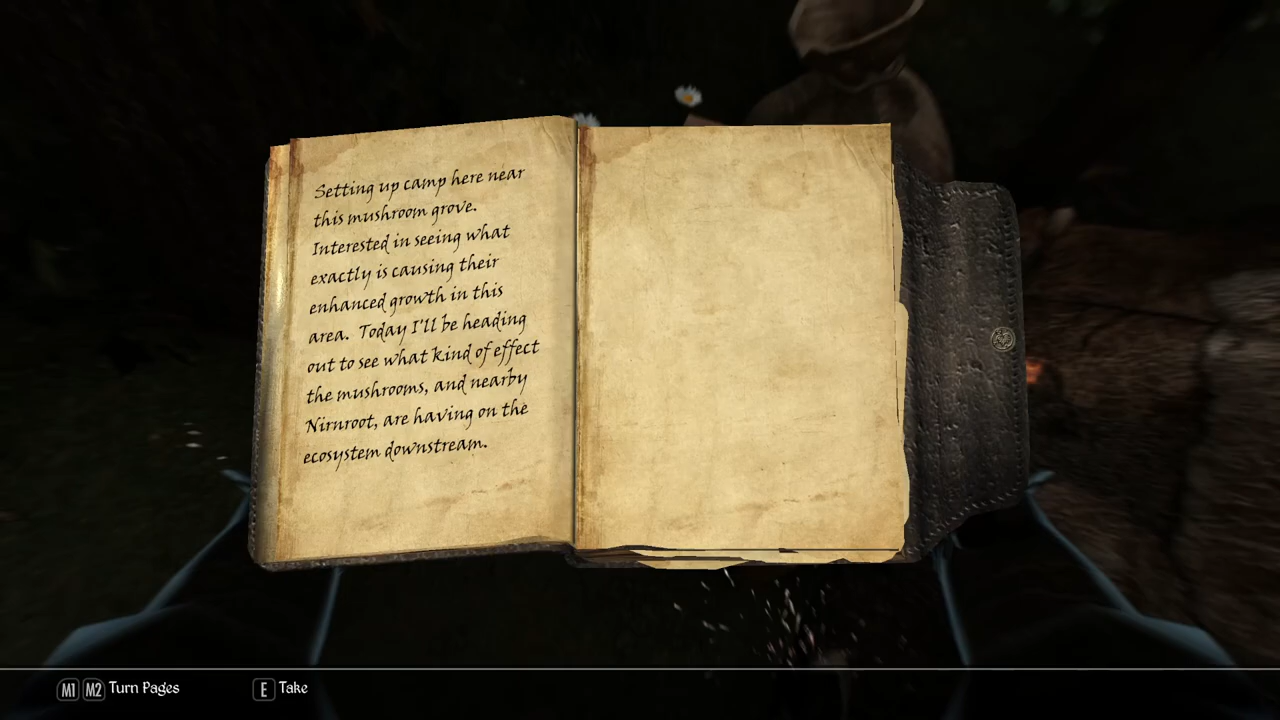 Setting up camp here near
this mushroom grove.
Interested in seeing what
exactly is causing their
enhanced growth in this
area. Today I'll be heading
out to see what kind of effect
the mushrooms, and nearby
Nirnroot, are having on the
ecosystem downstream.
M1 M2 Turn Pages
E Take